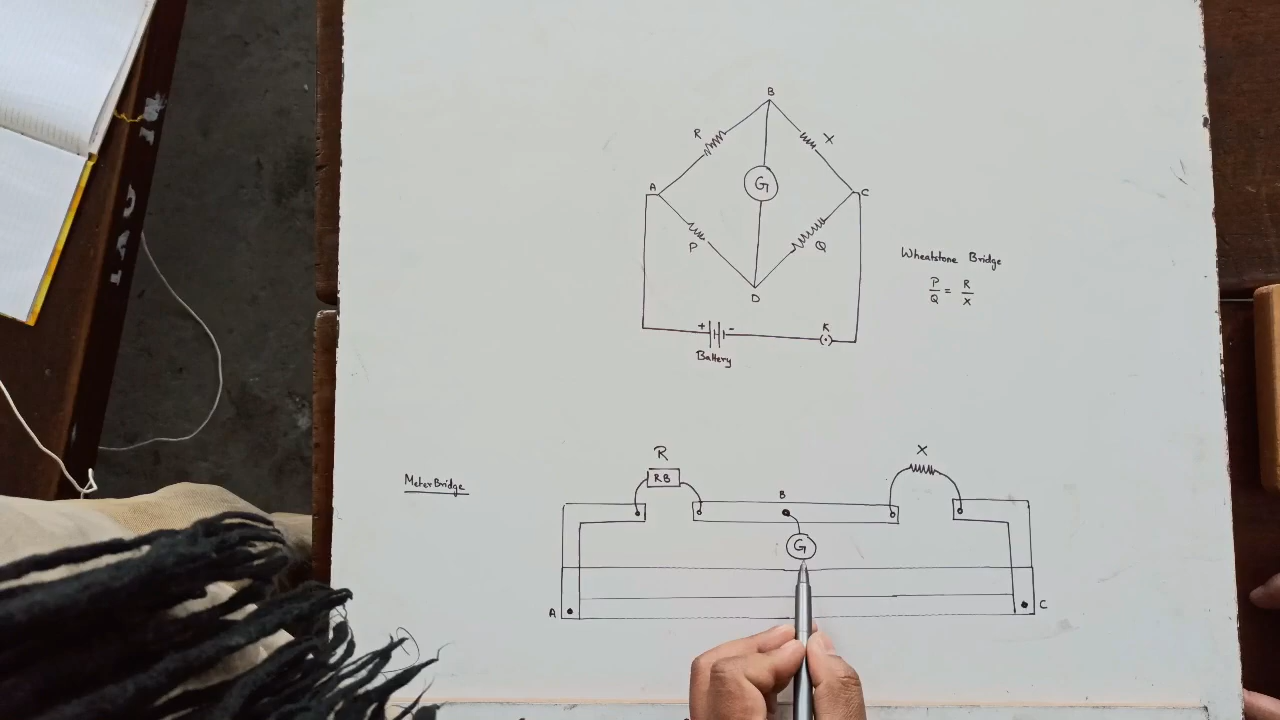 B
R
X
G
A
C
P
Q
D
Wheatstone Bridge
P/Q = R/X
+ -
K
Battery
Meter Bridge
R
X
RB
B
G
A
C